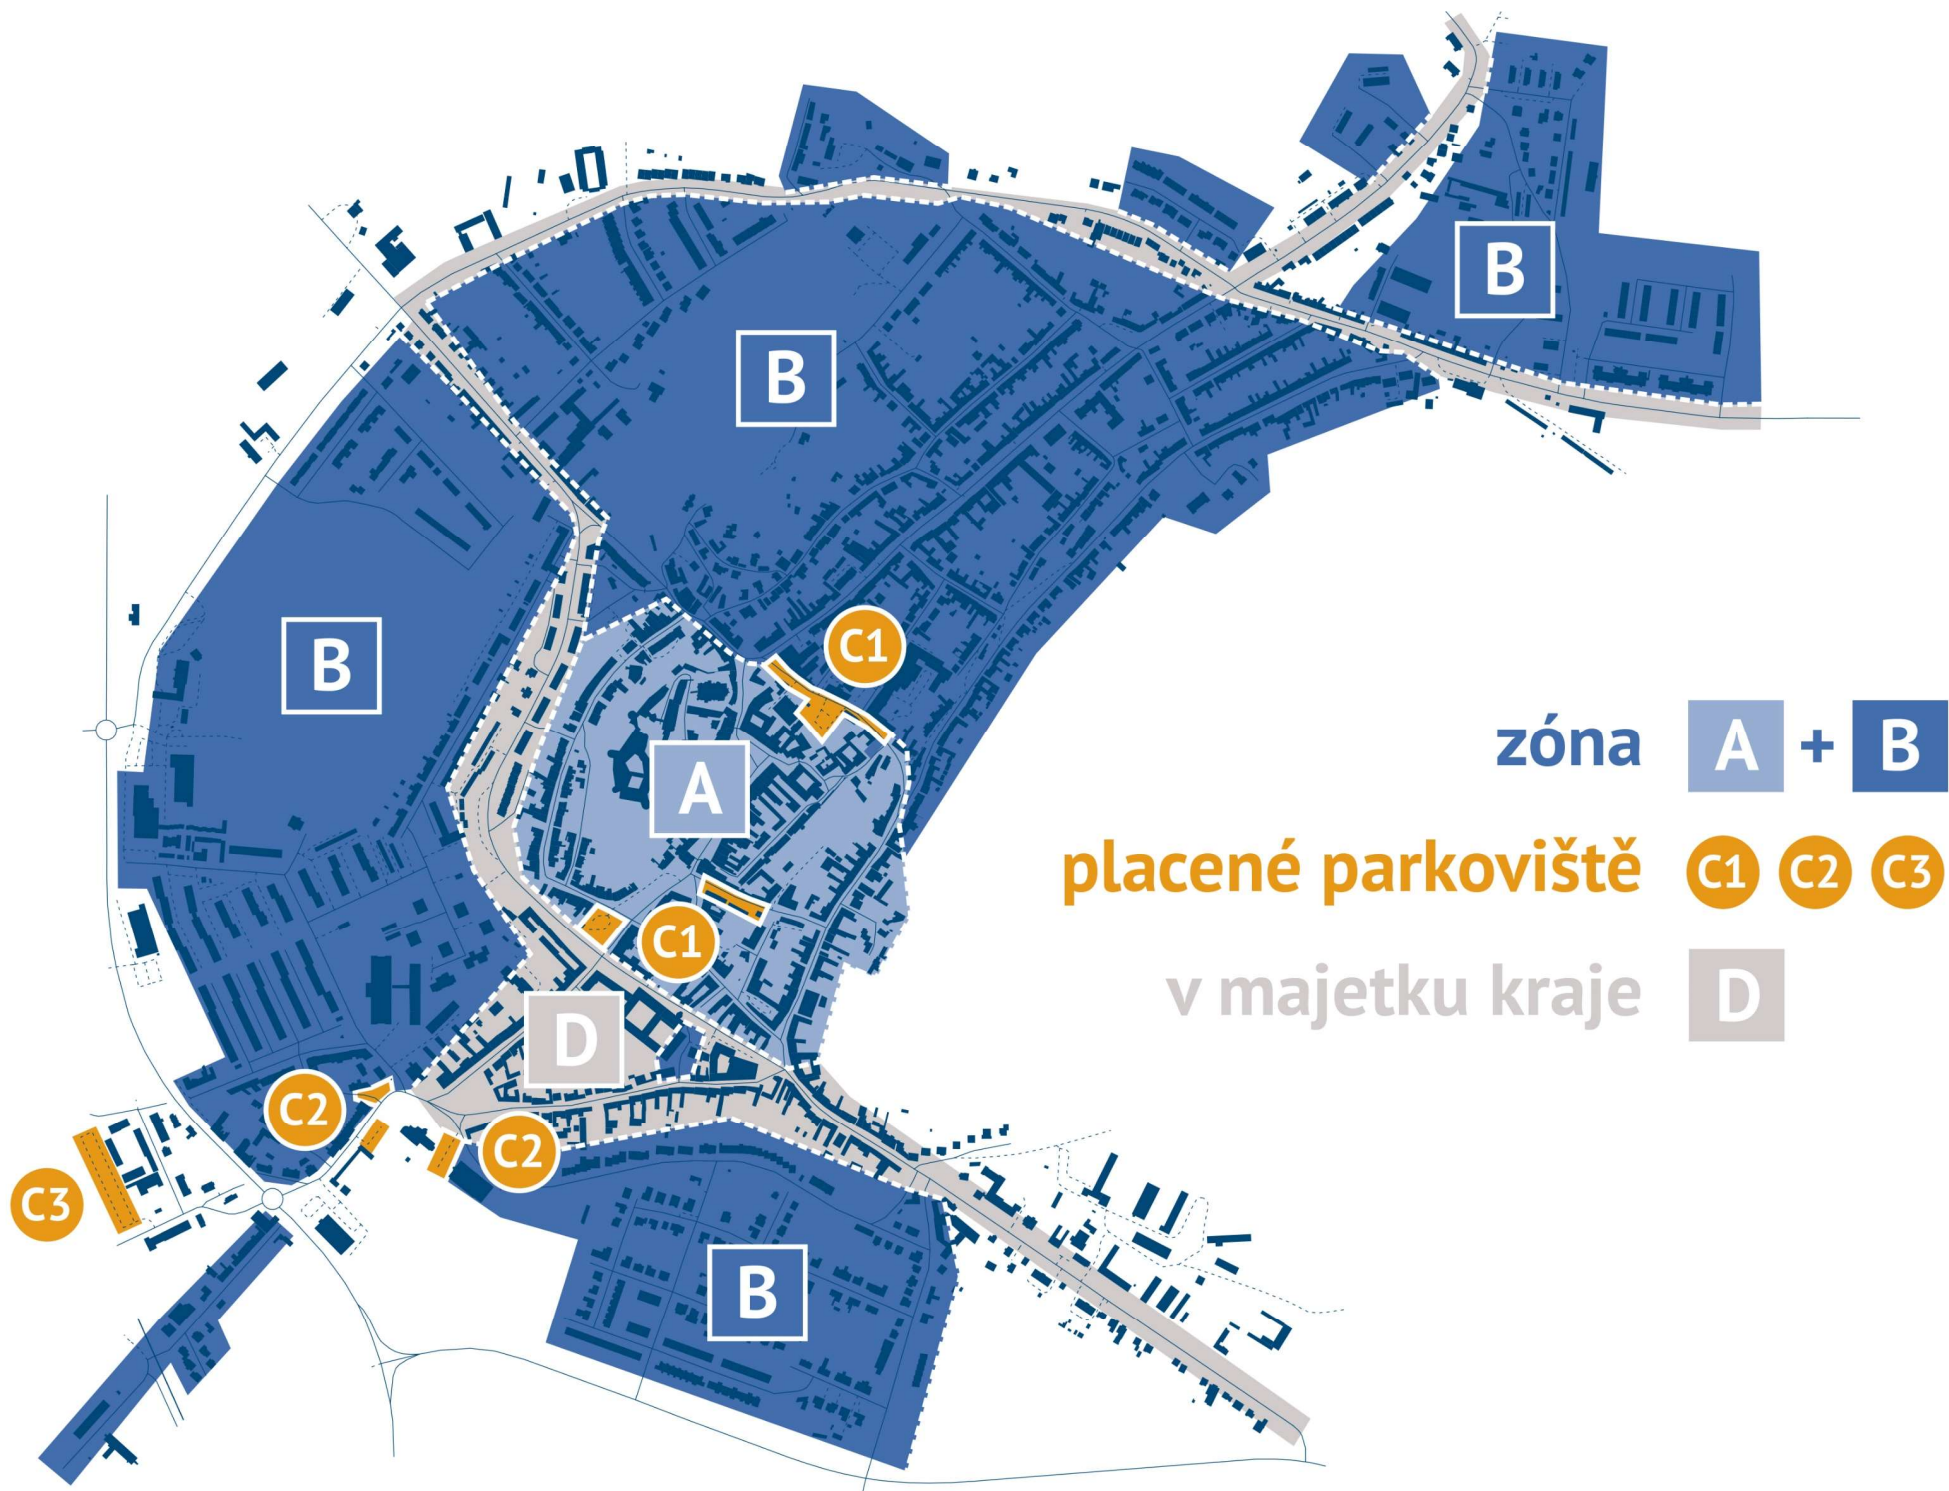 B
B
C1
B
zóna A + B
A
placené parkoviště C1 C2 C3
C1
v majetku kraje D
D
C2
C2
C3
B